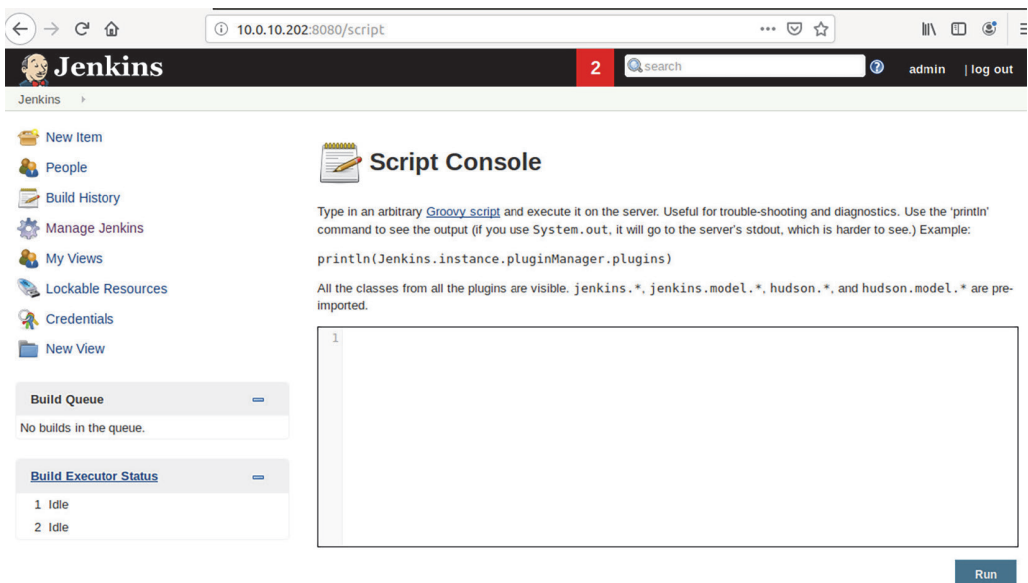 10.0.10.202:8080/script
Jenkins
2
search
admin | log out
Jenkins
New Item
People
Build History
Manage Jenkins
My Views
Lockable Resources
Credentials
New View
Build Queue
No builds in the queue.
Build Executor Status
1 Idle
2 Idle
Script Console
Type in an arbitrary Groovy script and execute it on the server. Useful for trouble-shooting and diagnostics. Use the ‘println’
command to see the output (if you use System.out, it will go to the server's stdout, which is harder to see.) Example:
println(Jenkins.instance.pluginManager.plugins)
All the classes from all the plugins are visible. jenkins.*, jenkins.model.*, hudson.*, and hudson.model.* are pre-
imported.
1
Run